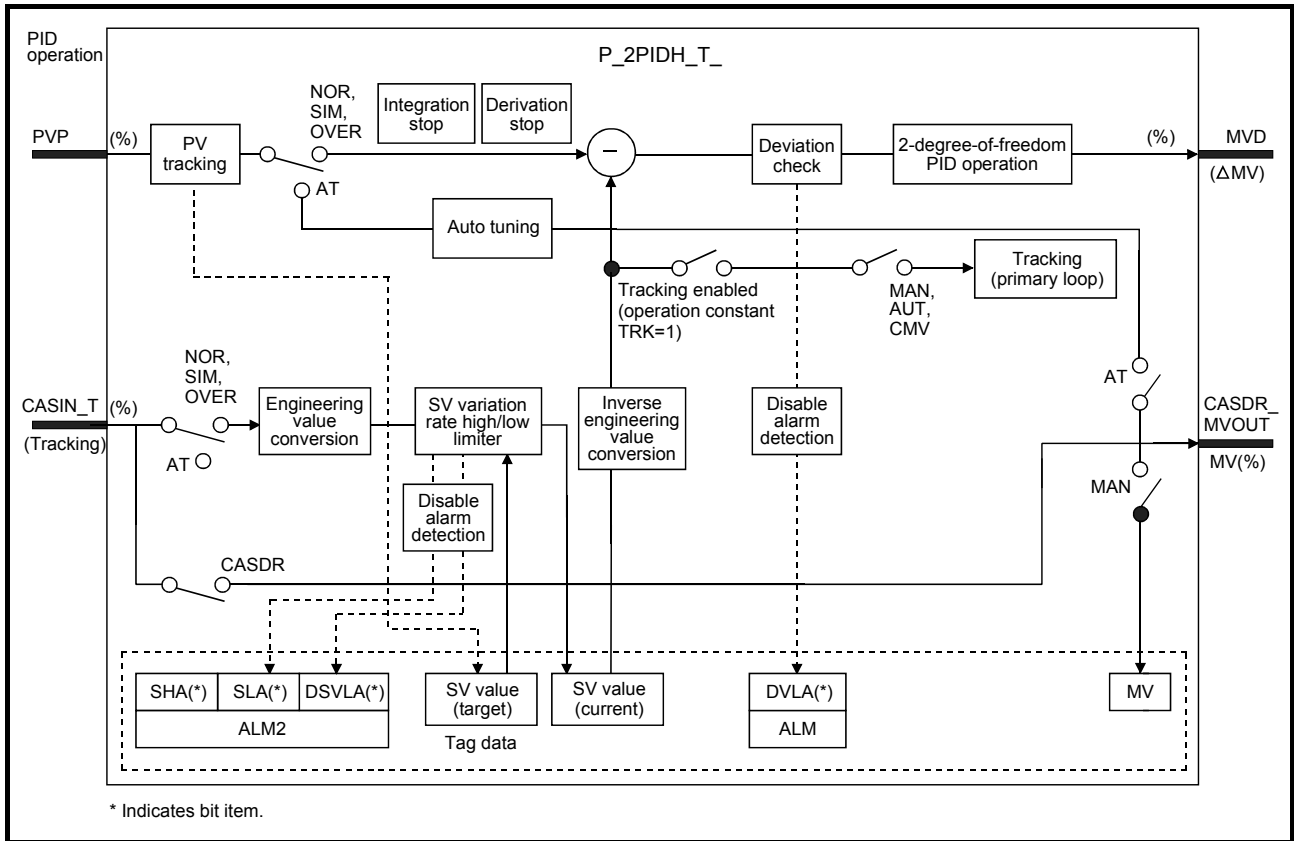 PID
operation
P_2PIDH_T_
NOR,
SIM,
OVER
Integration
stop
Derivation
stop
PVP
(%)
PV
tracking
AT
−
Deviation
check
2-degree-of-freedom
PID operation
(%)
MVD
(ΔMV)
Auto tuning
Tracking enabled
(operation constant
TRK=1)
MAN,
AUT,
CMV
Tracking
(primary loop)
NOR,
SIM,
OVER
CASIN_T
(%)
(Tracking)
AT
Engineering
value
conversion
SV variation
rate high/low
limiter
Inverse
engineering
value
conversion
Disable
alarm
detection
AT
CASDR_
MVOUT
MV(%)
MAN
Disable
alarm
detection
CASDR
SHA(*)
SLA(*)
DSVLA(*)
ALM2
SV value
(target)
SV value
(current)
DVLA(*)
ALM
MV
Tag data
* Indicates bit item.